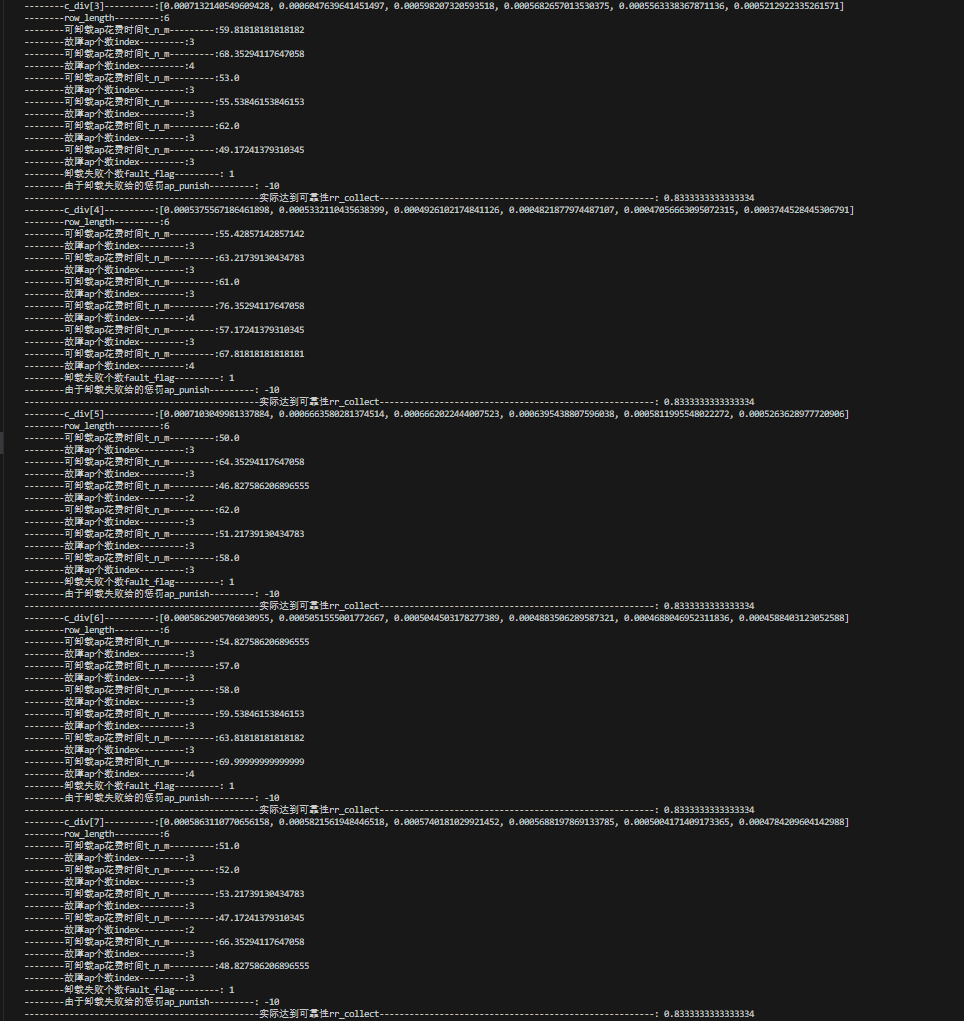 --------c_div[3]----------:[0.0007132140549609428, 0.0006047639641451497, 0.000598207320593518, 0.0005682657013530375, 0.0005563338367871136, 0.0005212922335261571]
--------row_length---------:6
--------可卸载ap花费时间t_n_m---------:59.81818181818182
--------故障ap个数index---------:3
--------可卸载ap花费时间t_n_m---------:68.35294117647058
--------故障ap个数index---------:4
--------可卸载ap花费时间t_n_m---------:53.0
--------故障ap个数index---------:3
--------可卸载ap花费时间t_n_m---------:55.53846153846153
--------故障ap个数index---------:3
--------可卸载ap花费时间t_n_m---------:62.0
--------故障ap个数index---------:3
--------可卸载ap花费时间t_n_m---------:49.17241379310345
--------故障ap个数index---------:3
--------卸载失败个数fault_flag---------: 1
--------由于卸载失败给的惩罚ap_punish---------: -10
-----------------------------------------------实际达到可靠性rr_collect-------------------------------------------------------: 0.8333333333333334
--------c_div[4]----------:[0.0005375567186461898, 0.0005332110435638399, 0.0004926102174841126, 0.0004821877974487107, 0.00047056663095072315, 0.0003744528445306791]
--------row_length---------:6
--------可卸载ap花费时间t_n_m---------:55.42857142857142
--------故障ap个数index---------:3
--------可卸载ap花费时间t_n_m---------:63.21739130434783
--------故障ap个数index---------:3
--------可卸载ap花费时间t_n_m---------:61.0
--------故障ap个数index---------:3
--------可卸载ap花费时间t_n_m---------:76.35294117647058
--------故障ap个数index---------:4
--------可卸载ap花费时间t_n_m---------:57.17241379310345
--------故障ap个数index---------:3
--------可卸载ap花费时间t_n_m---------:67.81818181818181
--------故障ap个数index---------:4
--------卸载失败个数fault_flag---------: 1
--------由于卸载失败给的惩罚ap_punish---------: -10
-----------------------------------------------实际达到可靠性rr_collect-------------------------------------------------------: 0.8333333333333334
--------c_div[5]----------:[0.0007103049981337884, 0.0006663580281374514, 0.0006662022444007523, 0.0006395438807596038, 0.0005811995548022272, 0.0005263628977720906]
--------row_length---------:6
--------可卸载ap花费时间t_n_m---------:50.0
--------故障ap个数index---------:3
--------可卸载ap花费时间t_n_m---------:64.35294117647058
--------故障ap个数index---------:3
--------可卸载ap花费时间t_n_m---------:46.827586206896555
--------故障ap个数index---------:2
--------可卸载ap花费时间t_n_m---------:62.0
--------故障ap个数index---------:3
--------可卸载ap花费时间t_n_m---------:51.21739130434783
--------故障ap个数index---------:3
--------可卸载ap花费时间t_n_m---------:58.0
--------故障ap个数index---------:3
--------卸载失败个数fault_flag---------: 1
--------由于卸载失败给的惩罚ap_punish---------: -10
-----------------------------------------------实际达到可靠性rr_collect-------------------------------------------------------: 0.8333333333333334
--------c_div[6]----------:[0.0005862905706030955, 0.0005051555001772667, 0.0005044503178277389, 0.0004883506289587321, 0.0004688046952311836, 0.0004588403123052588]
--------row_length---------:6
--------可卸载ap花费时间t_n_m---------:54.827586206896555
--------故障ap个数index---------:3
--------可卸载ap花费时间t_n_m---------:57.0
--------故障ap个数index---------:3
--------可卸载ap花费时间t_n_m---------:58.0
--------故障ap个数index---------:3
--------可卸载ap花费时间t_n_m---------:59.53846153846153
--------故障ap个数index---------:3
--------可卸载ap花费时间t_n_m---------:63.81818181818182
--------故障ap个数index---------:3
--------可卸载ap花费时间t_n_m---------:69.99999999999999
--------故障ap个数index---------:4
--------卸载失败个数fault_flag---------: 1
--------由于卸载失败给的惩罚ap_punish---------: -10
-----------------------------------------------实际达到可靠性rr_collect-------------------------------------------------------: 0.8333333333333334
--------c_div[7]----------:[0.0005863110770656158, 0.0005821561948446518, 0.0005740181029921452, 0.0005688197869133785, 0.0005004171409173365, 0.0004784209604142988]
--------row_length---------:6
--------可卸载ap花费时间t_n_m---------:51.0
--------故障ap个数index---------:3
--------可卸载ap花费时间t_n_m---------:52.0
--------故障ap个数index---------:3
--------可卸载ap花费时间t_n_m---------:53.21739130434783
--------故障ap个数index---------:3
--------可卸载ap花费时间t_n_m---------:47.17241379310345
--------故障ap个数index---------:2
--------可卸载ap花费时间t_n_m---------:66.35294117647058
--------故障ap个数index---------:3
--------可卸载ap花费时间t_n_m---------:48.827586206896555
--------故障ap个数index---------:3
--------卸载失败个数fault_flag---------: 1
--------由于卸载失败给的惩罚ap_punish---------: -10
-----------------------------------------------实际达到可靠性rr_collect-------------------------------------------------------: 0.8333333333333334